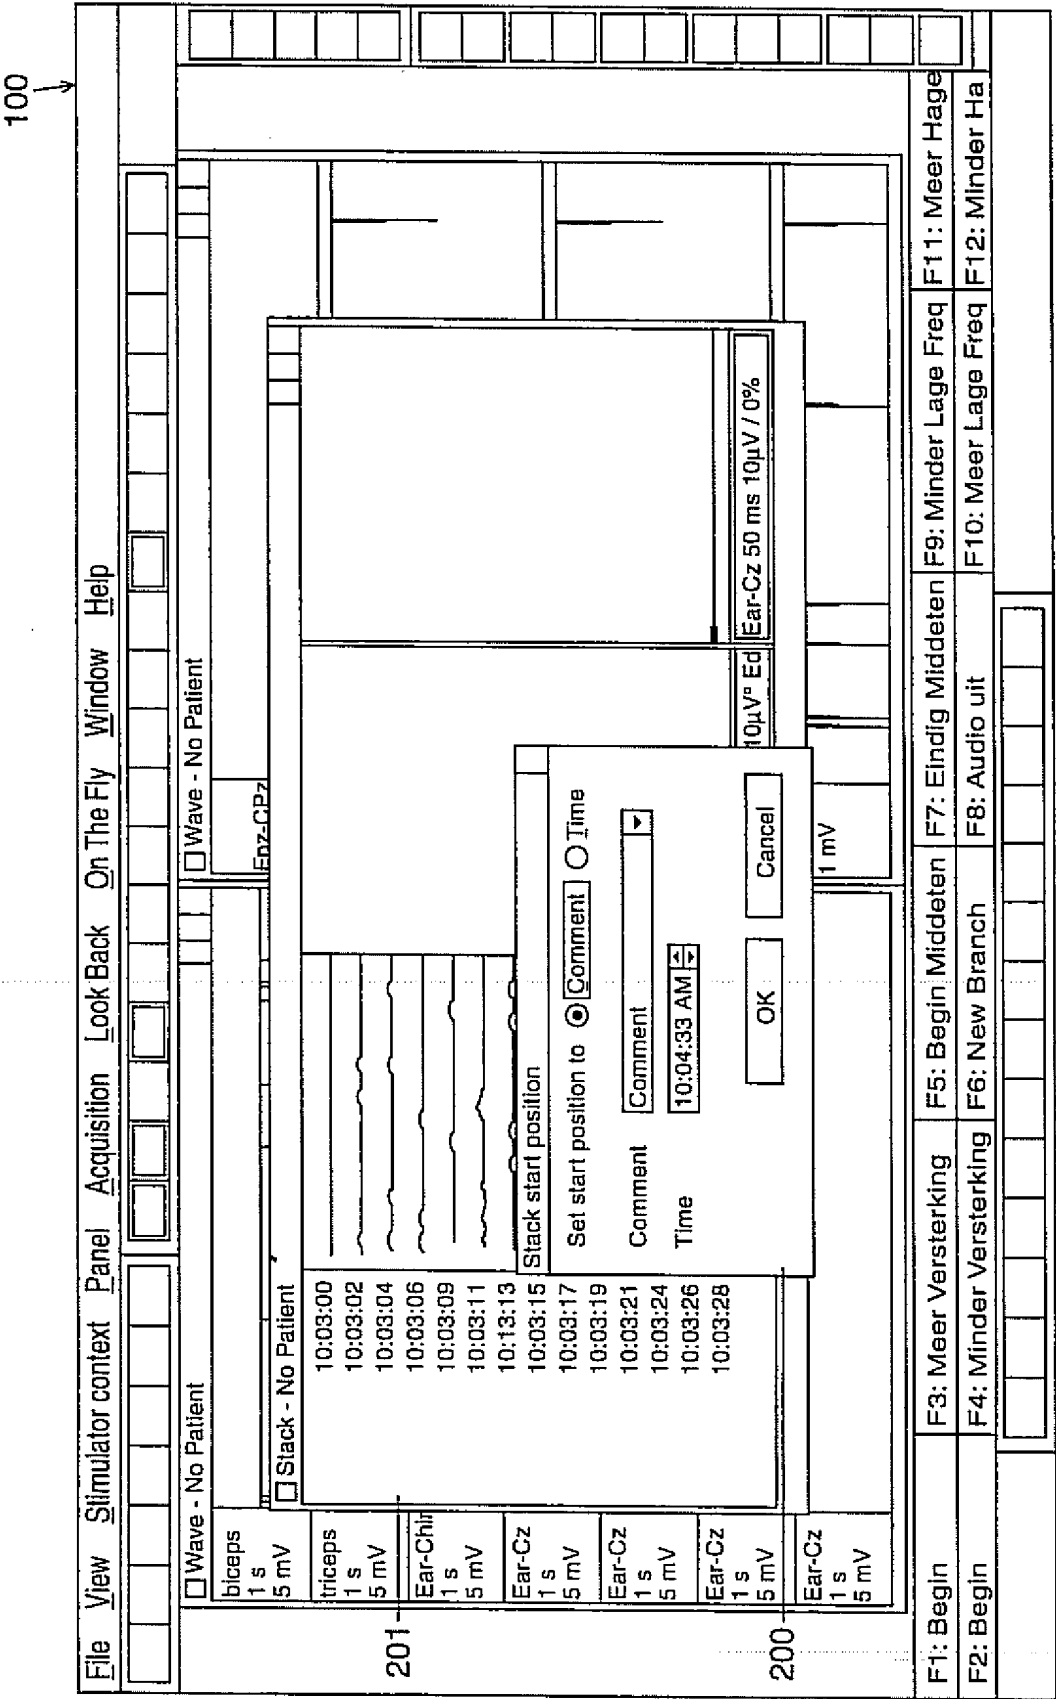 100
File View Stimulator context Panel Acquisition Look Back On The Fly Window Help
Wave - No Patient
Wave - No Patient
biceps
1 s
5 mV
triceps
1 s
5 mV
Ear-Chin
1 s
5 mV
Ear-Cz
1 s
5 mV
Ear-Cz
1 s
5 mV
Ear-Cz
1 s
5 mV
Ear-Cz
1 s
5 mV
Stack - No Patient
10:03:00
10:03:02
10:03:04
10:03:06
10:03:09
10:03:11
10:13:13
10:03:15
10:03:17
10:03:19
10:03:21
10:03:24
10:03:26
10:03:28
Stack start position
Set start position to Comment Time
Comment Comment
Time 10:04:33 AM
OK Cancel
10µV" Ed Ear-Cz 50 ms 10µV / 0%
1 mV
F1: Begin F3: Meer Versterking F5: Begin Middeten F7: Eindig Middeten F9: Minder Lage Freq F11: Meer Hage
F2: Begin F4: Minder Versterking F6: New Branch F8: Audio uit F10: Meer Lage Freq F12: Minder Ha
201
200